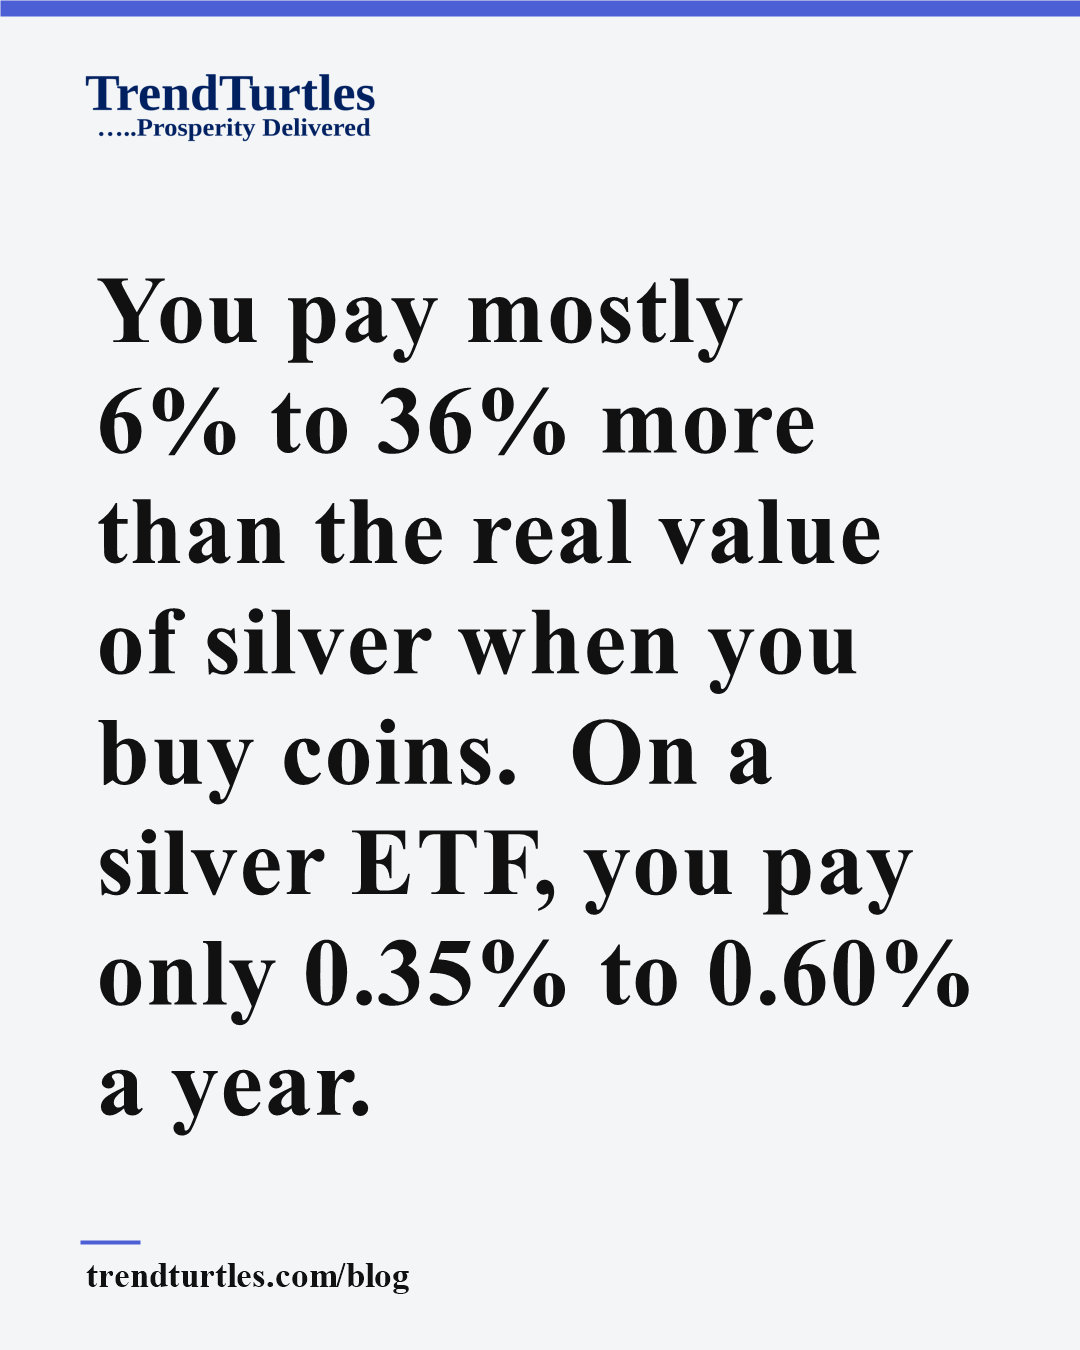 TrendTurtles
.....Prosperity Delivered
You pay mostly
6% to 36% more
than the real value
of silver when you
buy coins.  On a
silver ETF, you pay
only 0.35% to 0.60%
a year.
trendturtles.com/blog